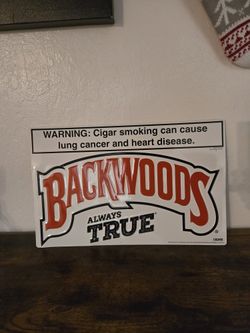 WARNING: Cigar smoking can cause
lung cancer and heart disease.
BACKWOODS
ALWAYS
TRUE